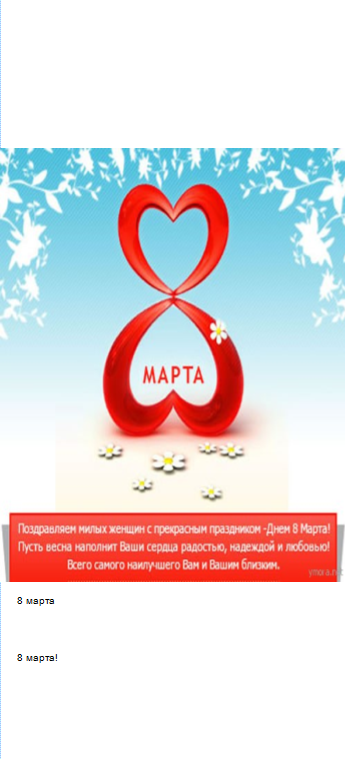 МАРТА
Поздравляем милых женщин с прекрасным праздником -Днем 8 Марта!
Пусть весна наполнит Ваши сердца радостью, надеждой и любовью!
Всего самого наилучшего Вам и Вашим близким.
8 марта
8 марта!